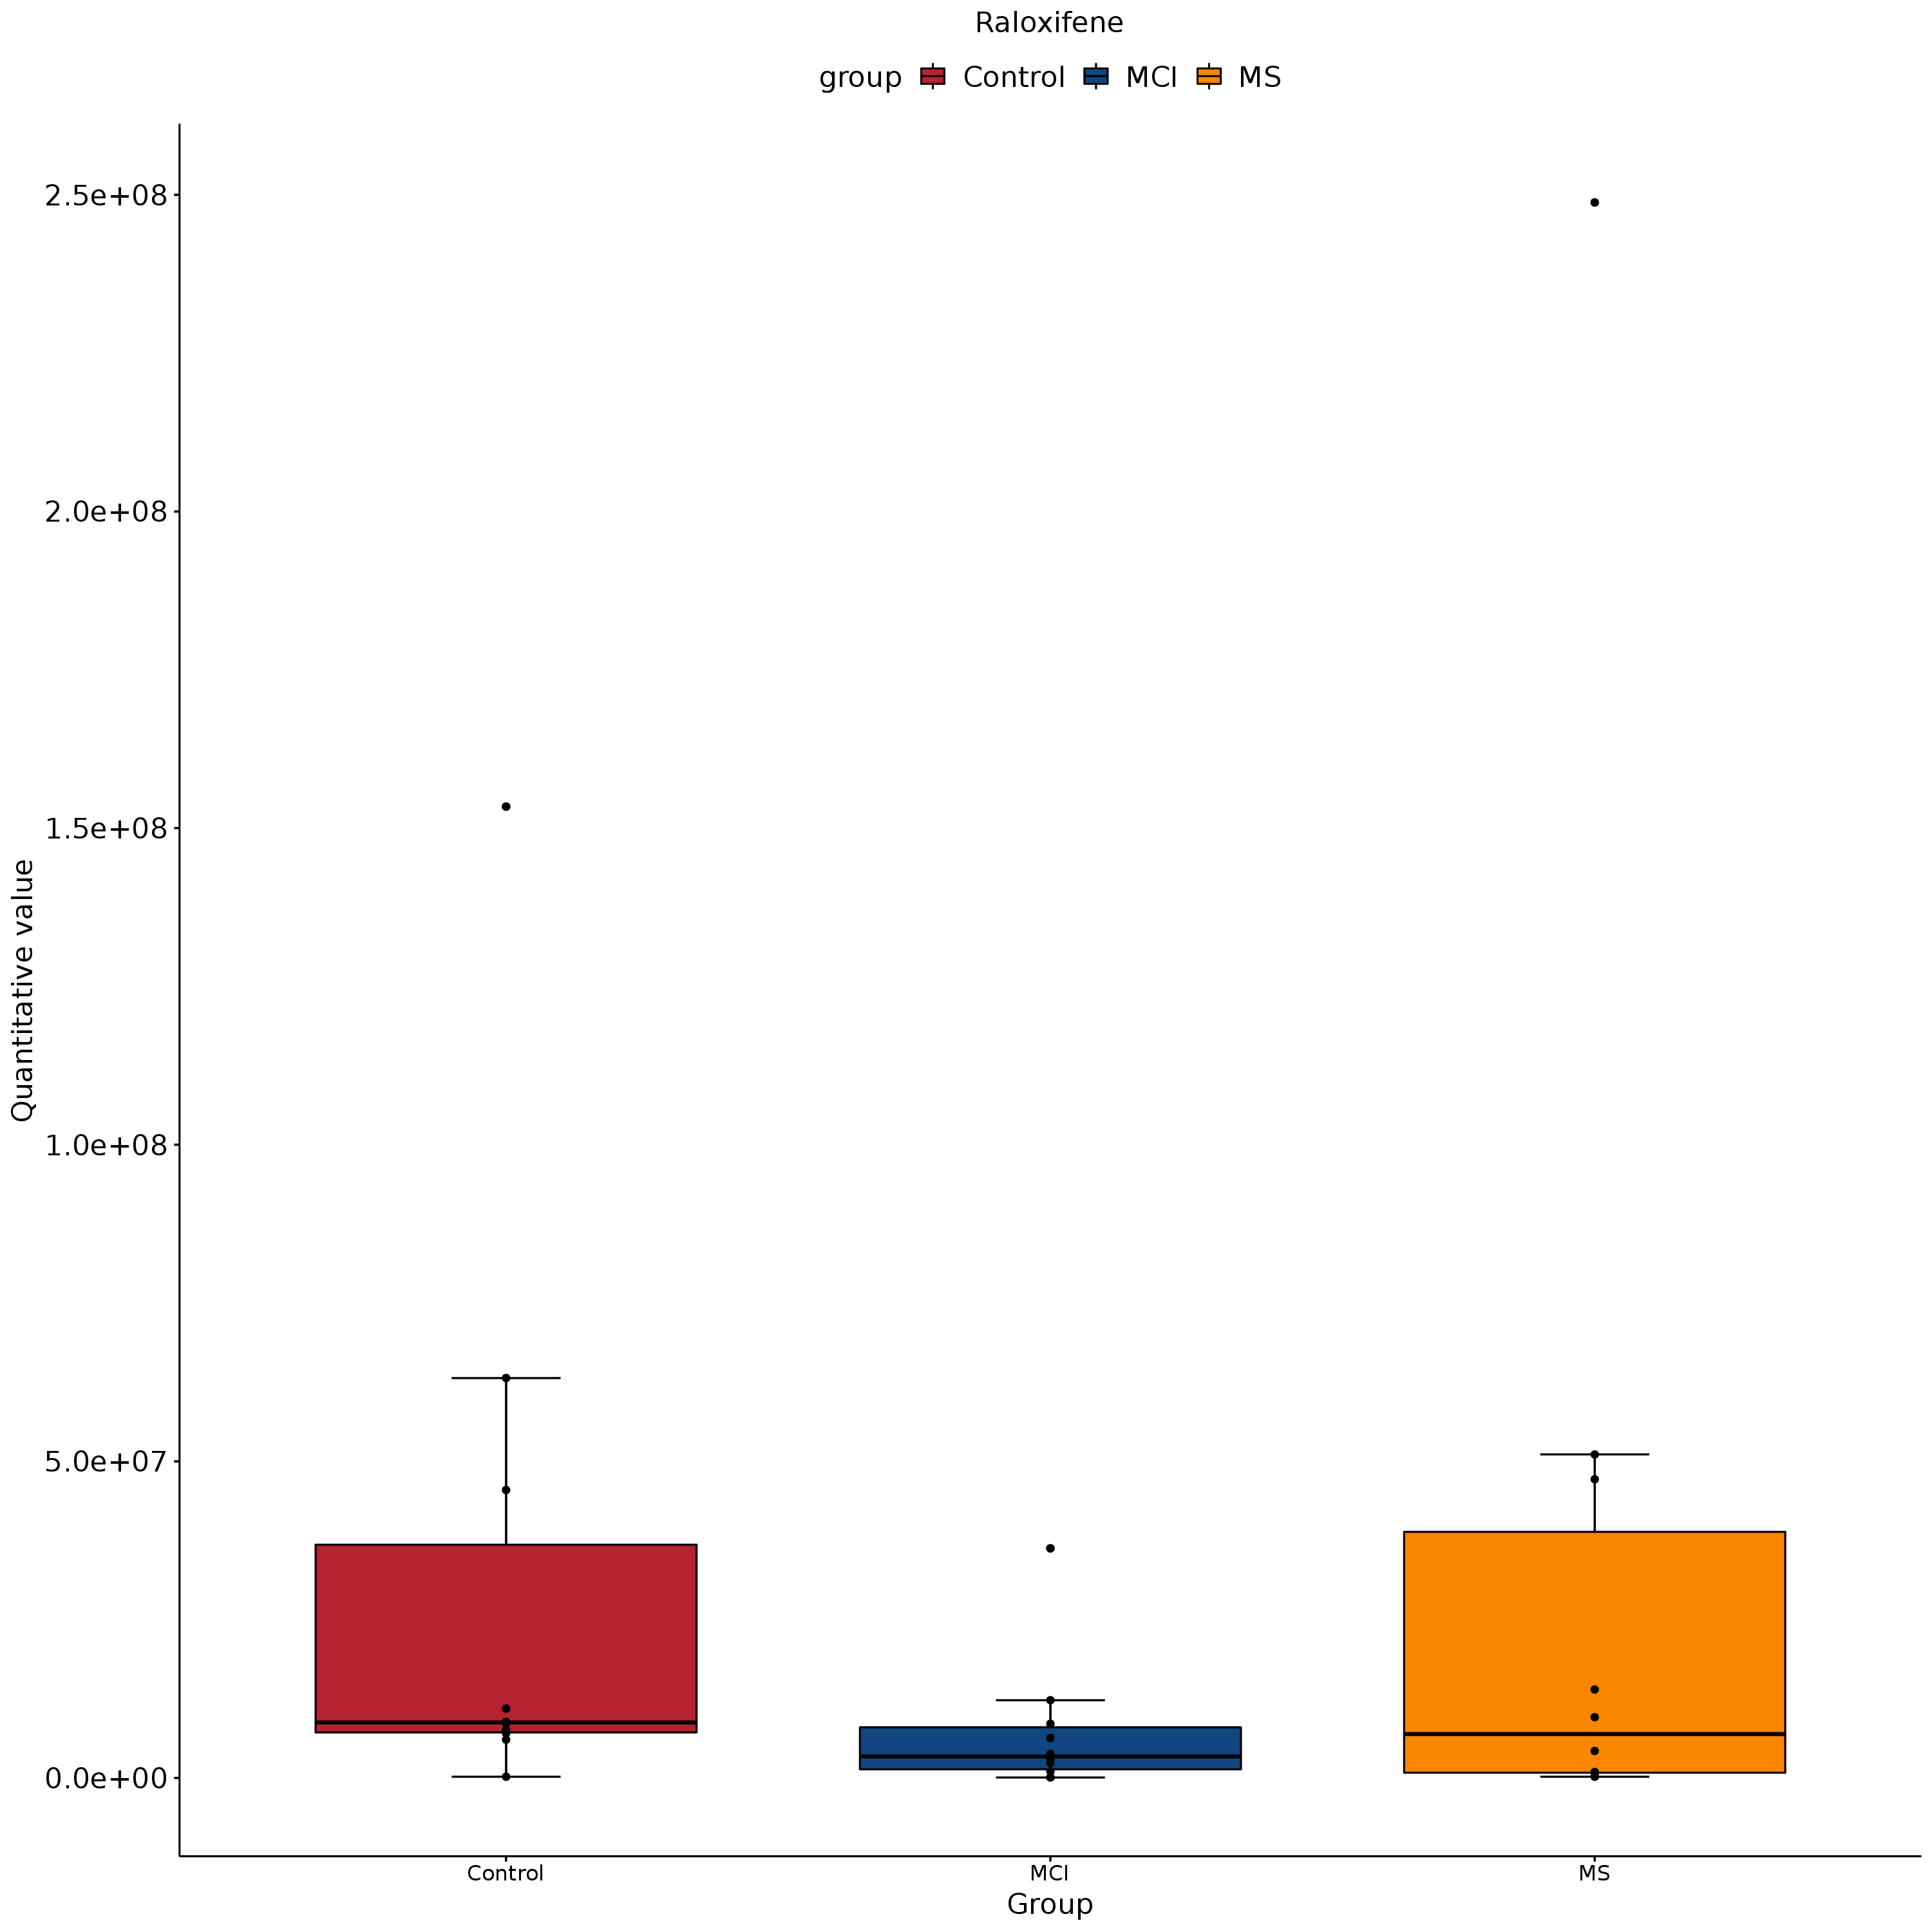 Raloxifene
group Control MCI MS
2.5e+08
2.0e+08
1.5e+08
1.0e+08
5.0e+07
0.0e+00
Quantitative value
Control MCI MS
Group